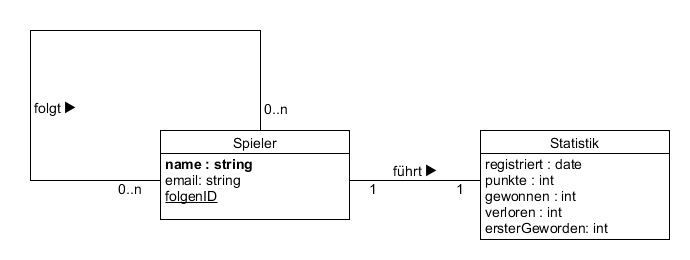 folgt ▶
0..n
0..n
Spieler
name : string
email: string
folgenID
führt ▶
1
1
Statistik
registriert : date
punkte : int
gewonnen : int
verloren : int
ersterGeworden: int